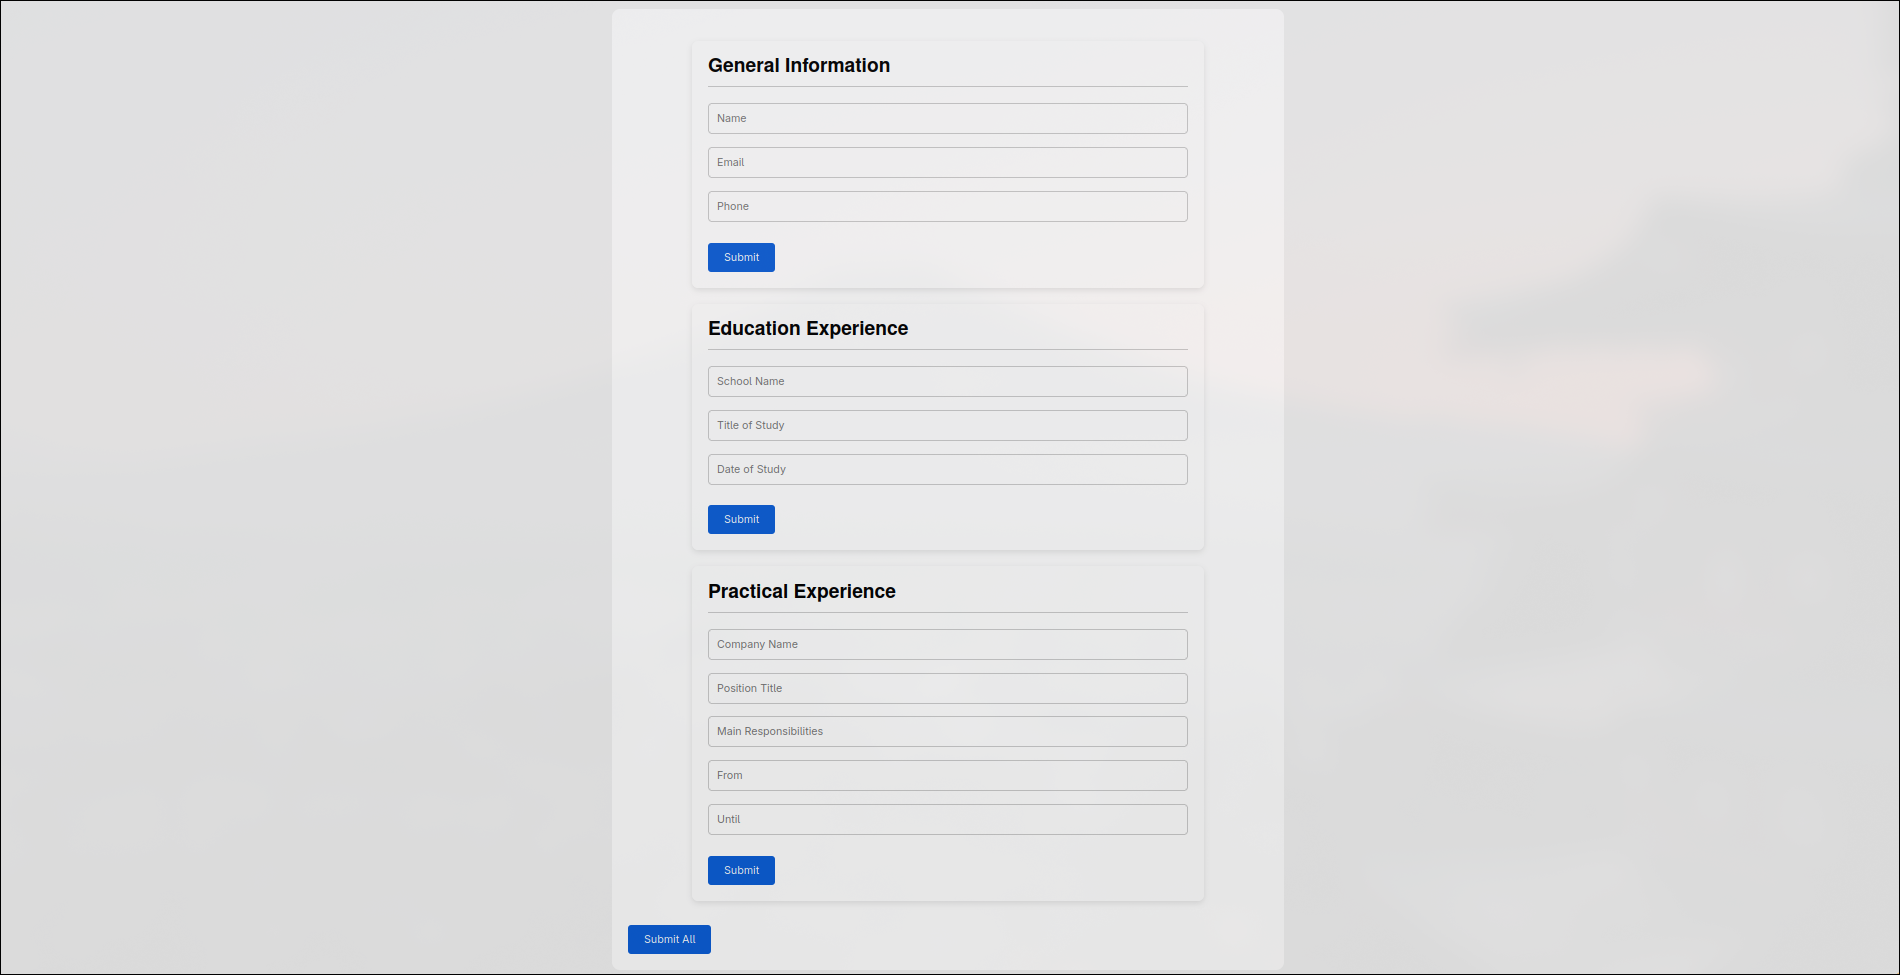 General Information
Name
Email
Phone
Submit
Education Experience
School Name
Title of Study
Date of Study
Submit
Practical Experience
Company Name
Position Title
Main Responsibilities
From
Until
Submit
Submit All